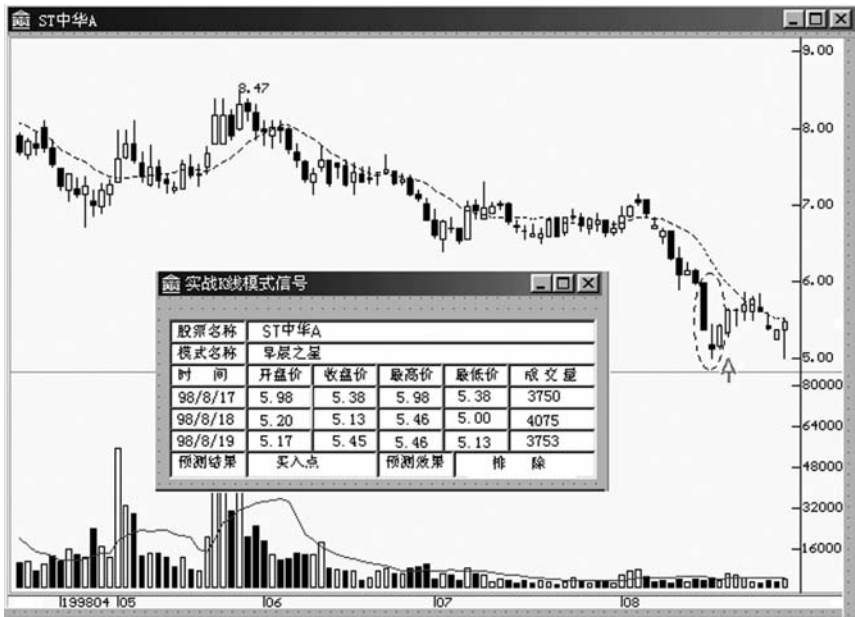 ST中华A
9.00
8.47
8.00
7.00
6.00
实战K线模式信号
股票名称 ST中华A
模式名称 早晨之星
时 间 开盘价 收盘价 最高价 最低价 成交量
98/8/17 5.98 5.38 5.98 5.38 3750
98/8/18 5.20 5.13 5.46 5.00 4075
98/8/19 5.17 5.45 5.46 5.13 3753
预测结果 买入点 预测效果 排 除
5.00
80000
64000
48000
32000
16000
199804 05 06 07 08